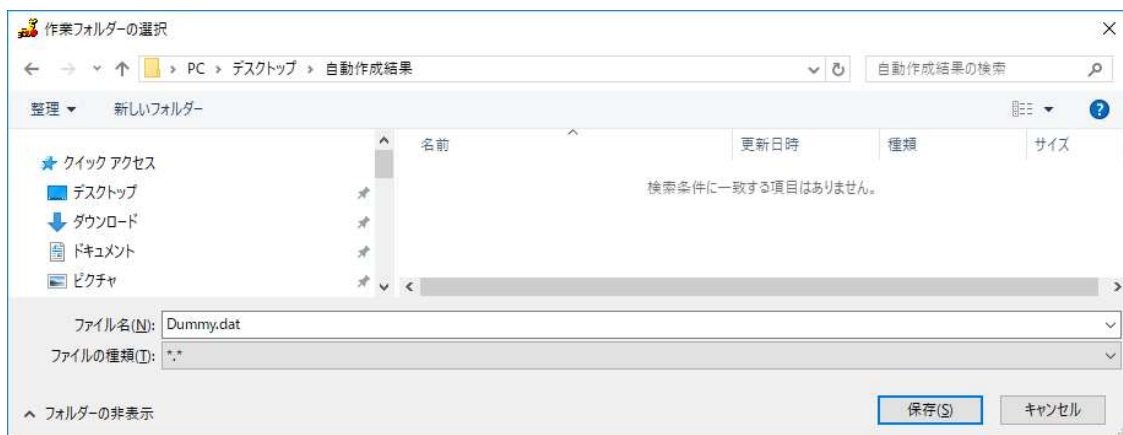 作業フォルダーの選択
PC › デスクトップ › 自動作成結果
自動作成結果の検索
整理 新しいフォルダー
名前 更新日時 種類 サイズ
検索条件に一致する項目はありません。
クイック アクセス
デスクトップ
ダウンロード
ドキュメント
ピクチャ
ファイル名(N): Dummy.dat
ファイルの種類(T): *.*
フォルダーの非表示
保存(S) キャンセル